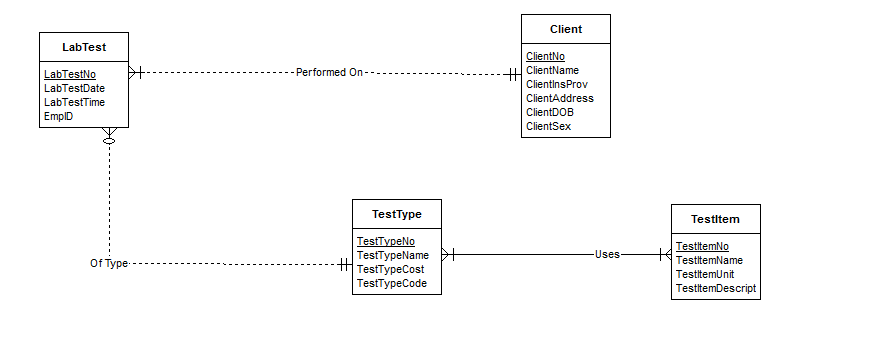 LabTest
LabTestNo
LabTestDate
LabTestTime
EmpID
Performed On
Client
ClientNo
ClientName
ClientInsProv
ClientAddress
ClientDOB
ClientSex
Of Type
TestType
TestTypeNo
TestTypeName
TestTypeCost
TestTypeCode
Uses
TestItem
TestItemNo
TestItemName
TestItemUnit
TestItemDescript